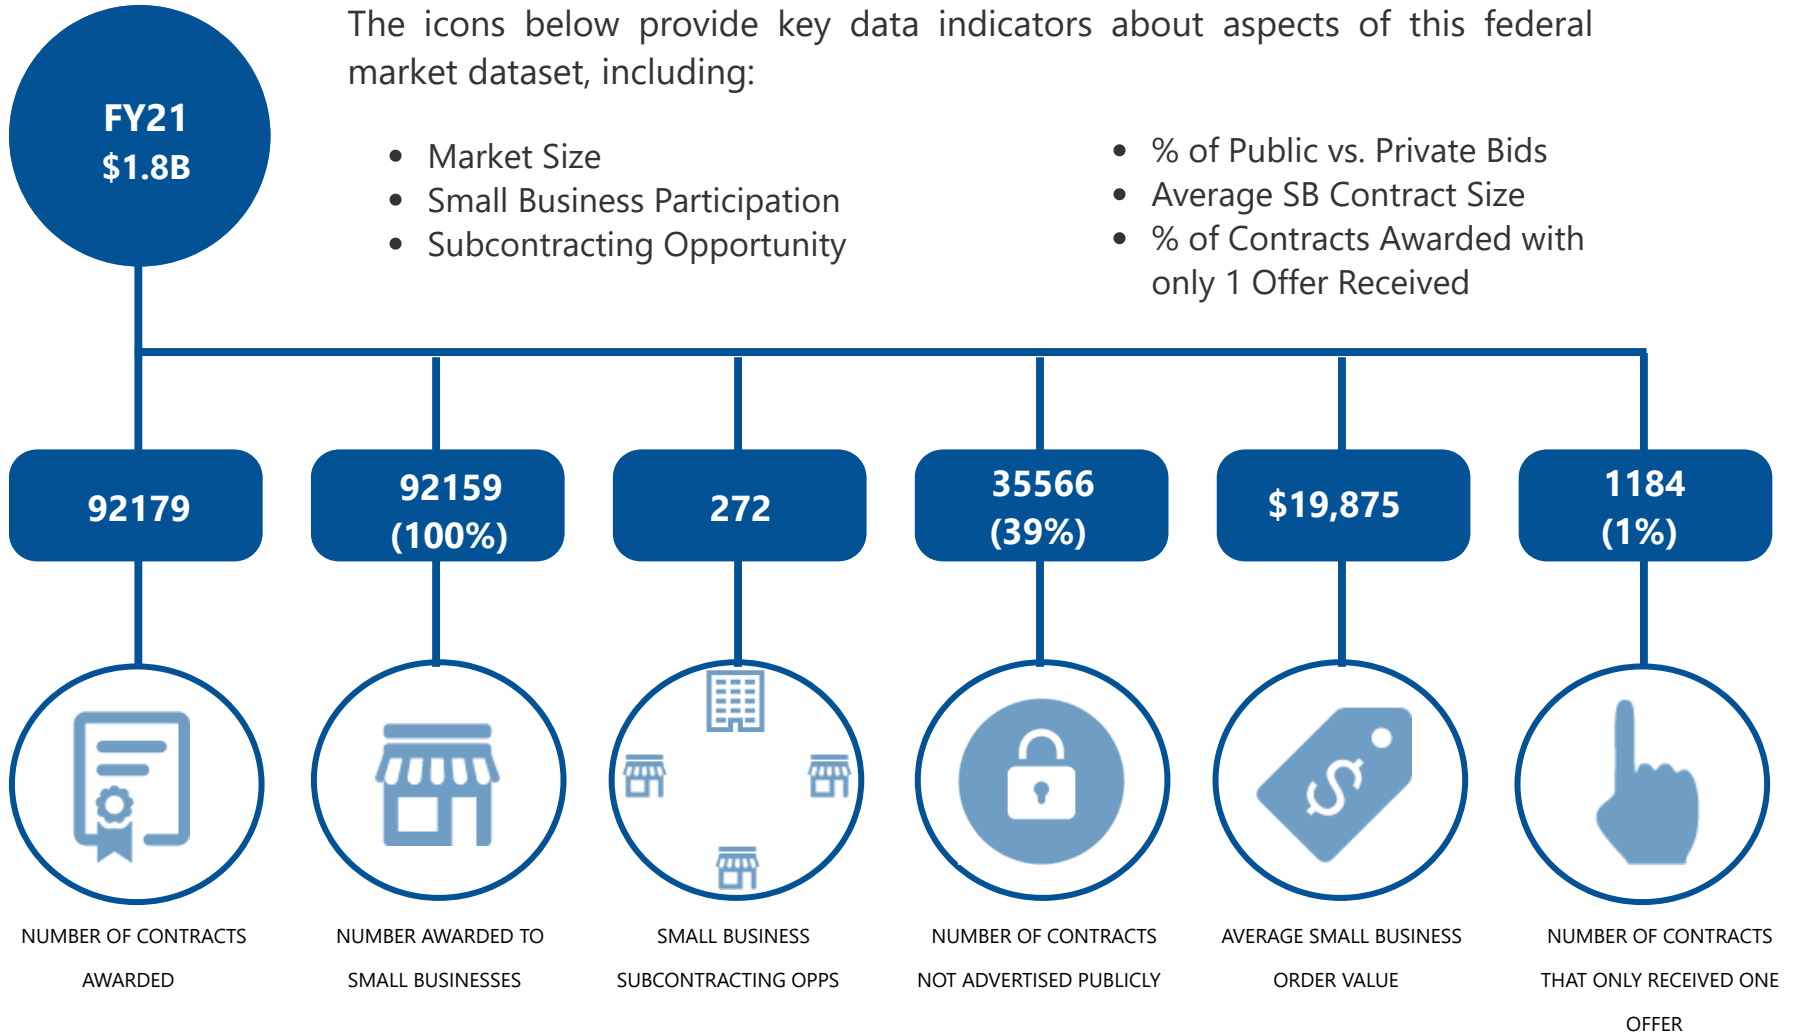 FY21
$1.8B
The icons below provide key data indicators about aspects of this federal
market dataset, including:
• Market Size
• Small Business Participation
• Subcontracting Opportunity
• % of Public vs. Private Bids
• Average SB Contract Size
• % of Contracts Awarded with
only 1 Offer Received
92179
92159
(100%)
272
35566
(39%)
$19,875
1184
(1%)
$
NUMBER OF CONTRACTS
AWARDED
NUMBER AWARDED TO
SMALL BUSINESSES
SMALL BUSINESS
SUBCONTRACTING OPPS
NUMBER OF CONTRACTS
NOT ADVERTISED PUBLICLY
AVERAGE SMALL BUSINESS
ORDER VALUE
NUMBER OF CONTRACTS
THAT ONLY RECEIVED ONE
OFFER